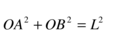 OA² + OB² = L²